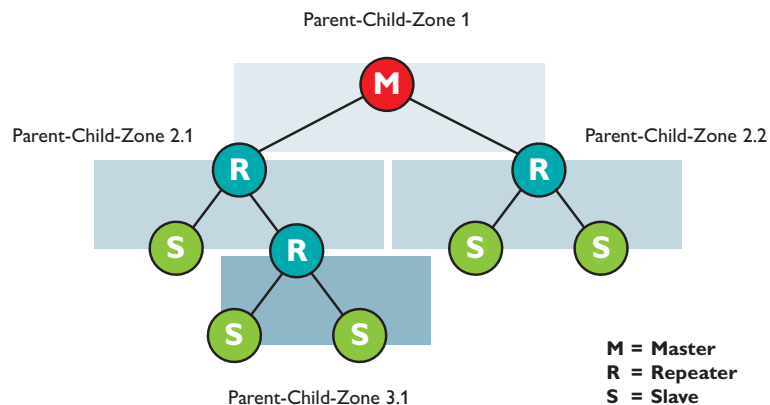 Parent-Child-Zone 1
M
Parent-Child-Zone 2.1
Parent-Child-Zone 2.2
R
R
S
R
S
S
S
S
M = Master
R = Repeater
S = Slave
Parent-Child-Zone 3.1